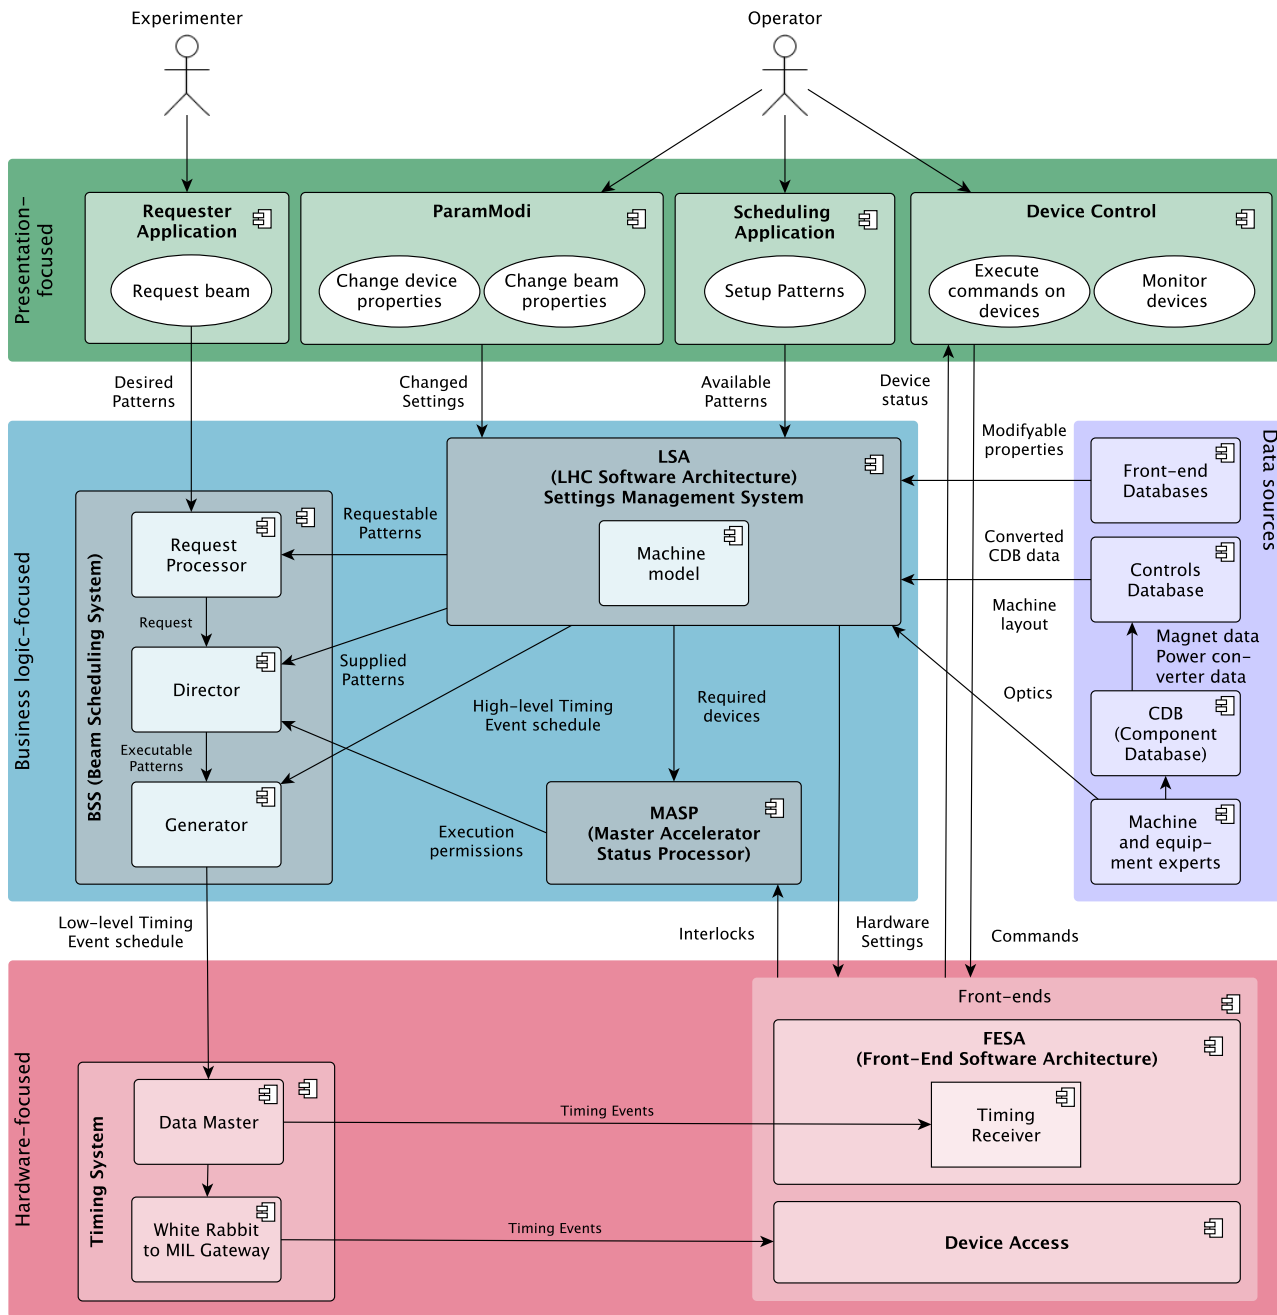 Experimenter
Operator
Presentation-
focused
Requester
Application
Request beam
ParamModi
Change device
properties
Change beam
properties
Scheduling
Application
Setup Patterns
Device Control
Execute
commands on
devices
Monitor
devices
Desired
Patterns
Changed
Settings
Available
Patterns
Device
status
Modifyable
properties
Business logic-focused
BSS (Beam Scheduling System)
Request
Processor
Request
Director
Executable
Patterns
Generator
Requestable
Patterns
LSA
(LHC Software Architecture)
Settings Management System
Machine
model
Supplied
Patterns
High-level Timing
Event schedule
Required
devices
Execution
permissions
MASP
(Master Accelerator
Status Processor)
Data sources
Front-end
Databases
Converted
CDB data
Controls
Database
Machine
layout
Magnet data
Power con-
verter data
Optics
CDB
(Component
Database)
Machine
and equip-
ment experts
Low-level Timing
Event schedule
Interlocks
Hardware
Settings
Commands
Hardware-focused
Timing System
Data Master
White Rabbit
to MIL Gateway
Timing Events
Timing Events
Front-ends
FESA
(Front-End Software Architecture)
Timing
Receiver
Device Access